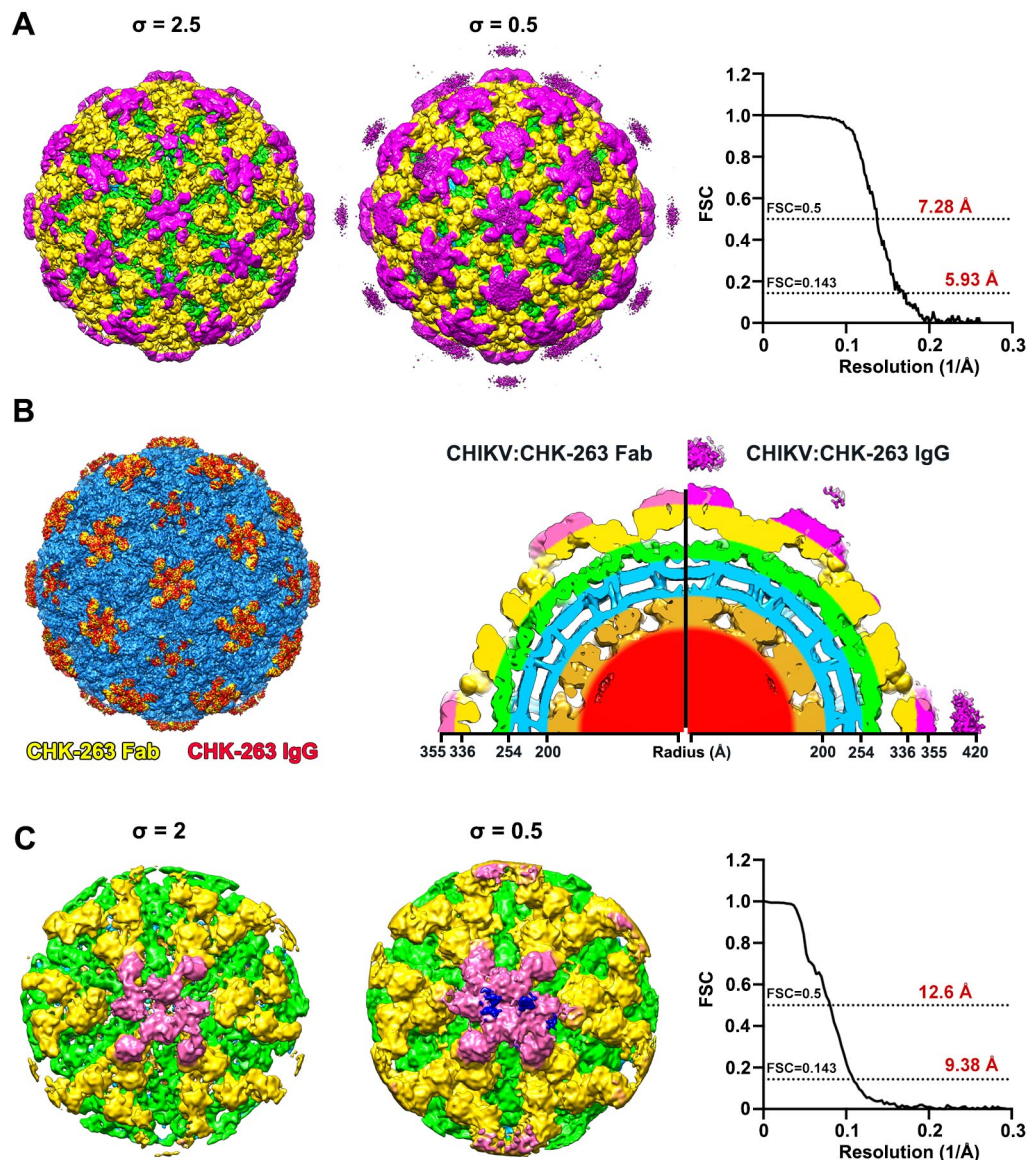 A
σ = 2.5
σ = 0.5
1.2
1.0
0.8
0.6
0.4
0.2
0
FSC
FSC=0.5
7.28 Å
FSC=0.143
5.93 Å
0
0.1
0.2
0.3
Resolution (1/Å)
B
CHK-263 Fab
CHK-263 IgG
CHIKV:CHK-263 Fab
CHIKV:CHK-263 IgG
355 336 254 200 Radius (Å) 200 254 336 355 420
C
σ = 2
σ = 0.5
1.2
1.0
0.8
0.6
0.4
0.2
0
FSC
FSC=0.5
12.6 Å
FSC=0.143
9.38 Å
0
0.1
0.2
0.3
Resolution (1/Å)